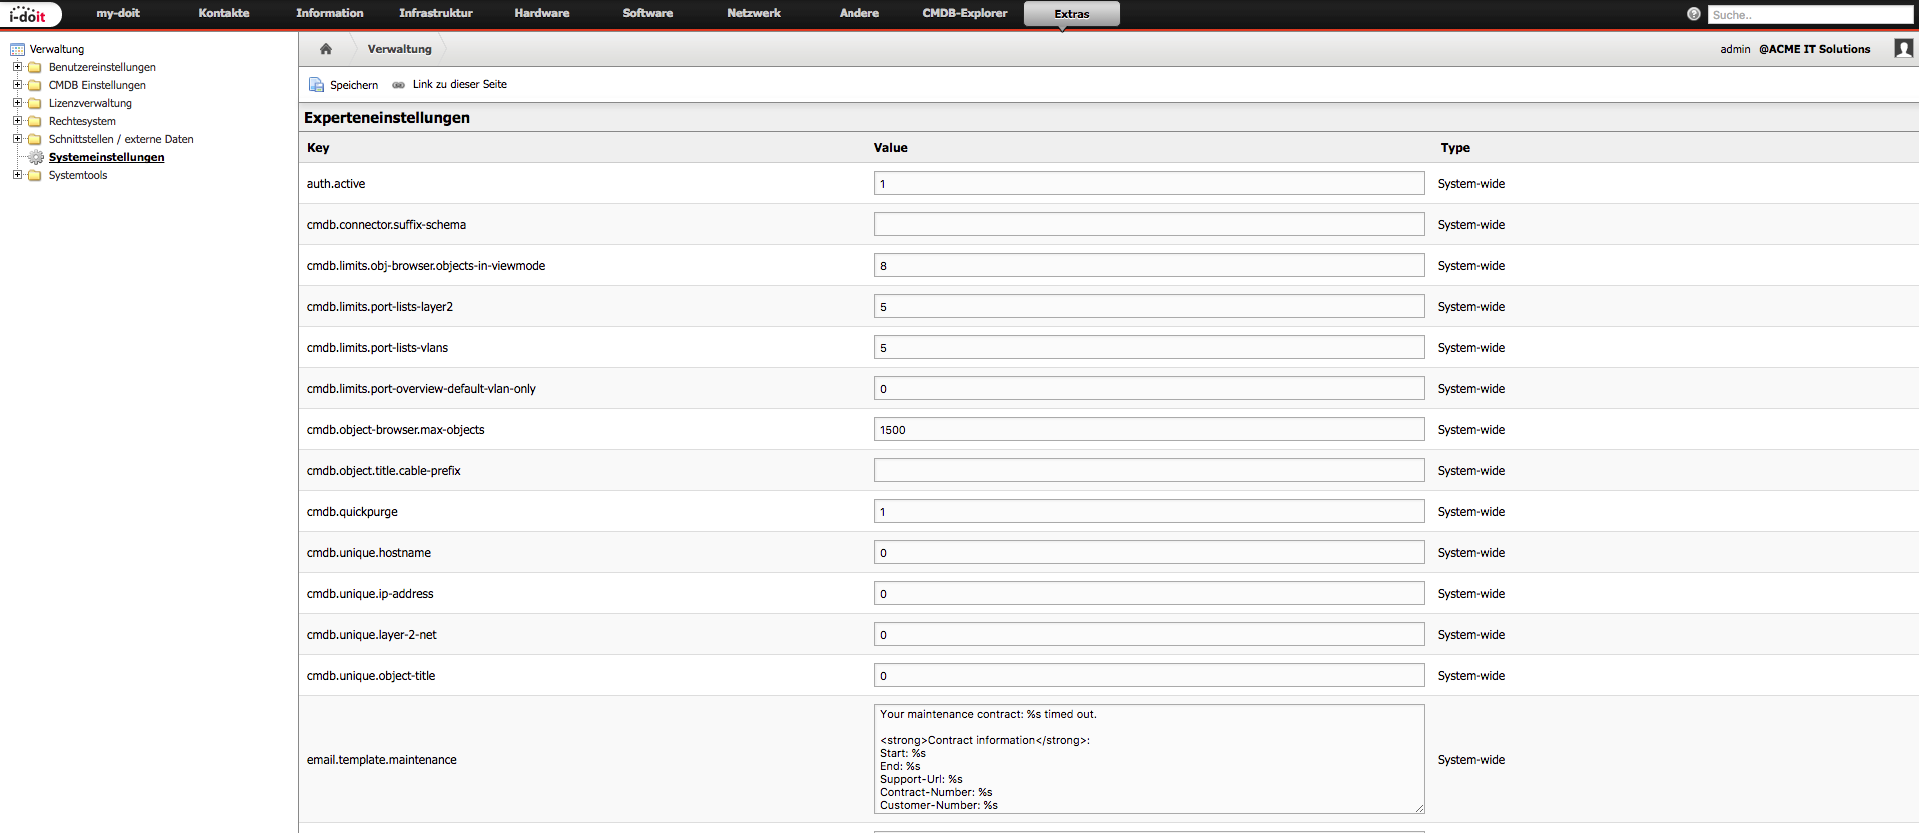 i-doit my-doit Kontakte Information Infrastruktur Hardware Software Netzwerk Andere CMDB-Explorer Extras ? Suche..
Verwaltung
Benutzereinstellungen
CMDB Einstellungen
Lizenzverwaltung
Rechtesystem
Schnittstellen / externe Daten
Systemeinstellungen
Systemtools
Verwaltung
admin @ACME IT Solutions
Speichern Link zu dieser Seite
Experteneinstellungen
Key Value Type
auth.active 1 System-wide
cmdb.connector.suffix-schema System-wide
cmdb.limits.obj-browser.objects-in-viewmode 8 System-wide
cmdb.limits.port-lists-layer2 5 System-wide
cmdb.limits.port-lists-vlans 5 System-wide
cmdb.limits.port-overview-default-vlan-only 0 System-wide
cmdb.object-browser.max-objects 1500 System-wide
cmdb.object.title.cable-prefix System-wide
cmdb.quickpurge 1 System-wide
cmdb.unique.hostname 0 System-wide
cmdb.unique.ip-address 0 System-wide
cmdb.unique.layer-2-net 0 System-wide
cmdb.unique.object-title 0 System-wide
email.template.maintenance
Your maintenance contract: %s timed out.
<strong>Contract information</strong>:
Start: %s
End: %s
Support-Url: %s
Contract-Number: %s
Customer-Number: %s
System-wide